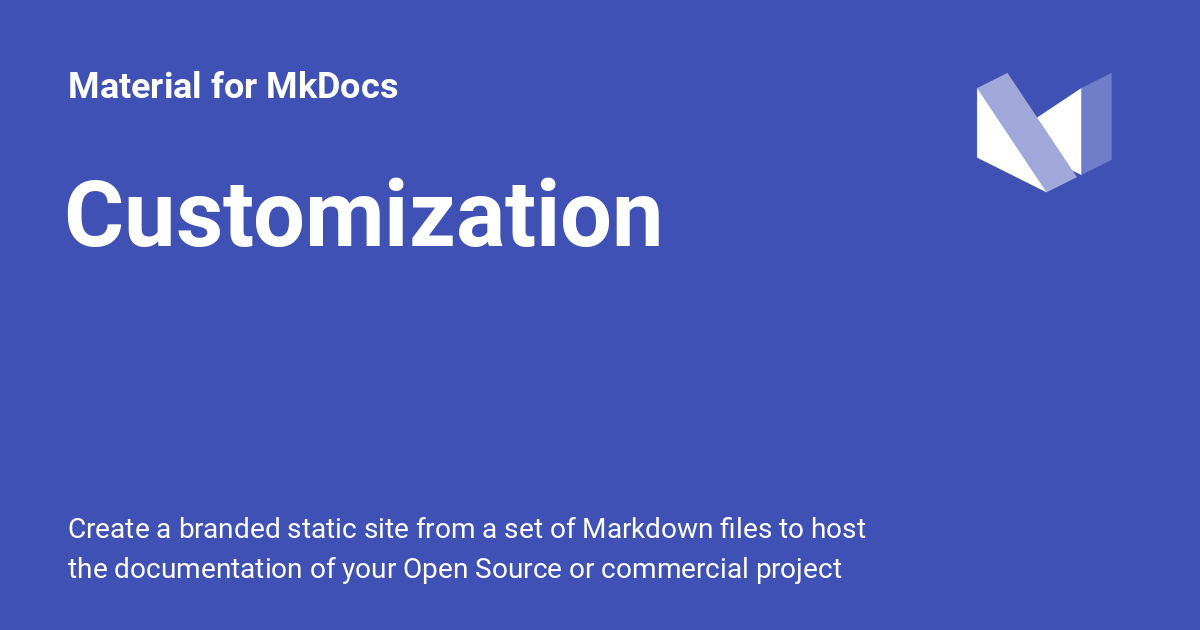 Material for MkDocs
Customization
Create a branded static site from a set of Markdown files to host
the documentation of your Open Source or commercial project